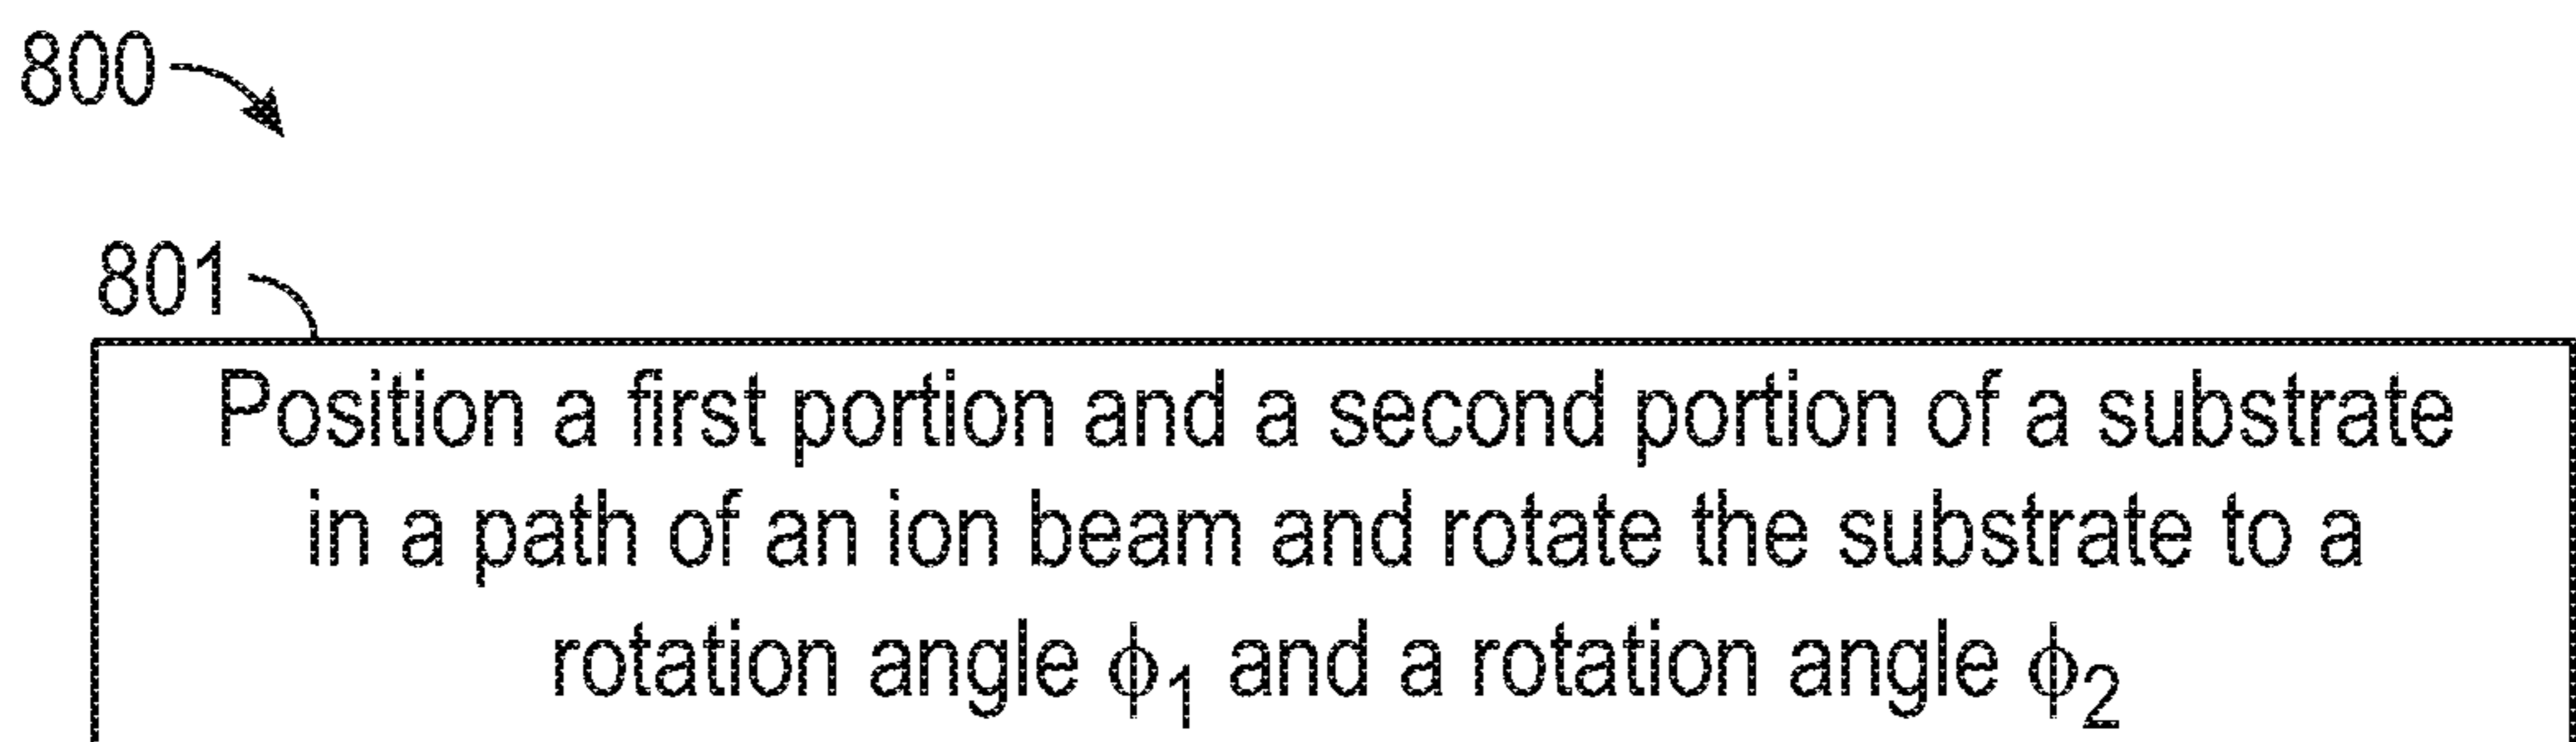 800
801
Position a first portion and a second portion of a substrate
in a path of an ion beam and rotate the substrate to a
rotation angle ϕ₁ and a rotation angle ϕ₂